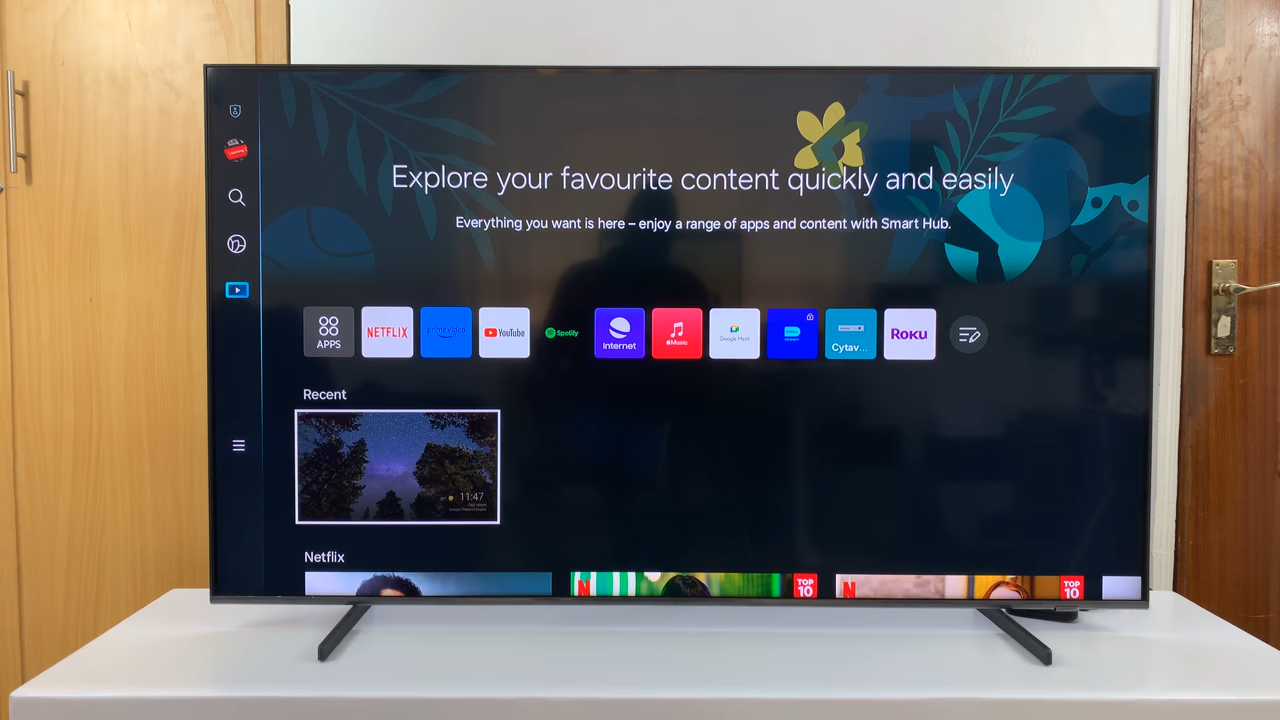 Explore your favourite content quickly and easily
Everything you want is here – enjoy a range of apps and content with Smart Hub.
Learning
APPS
NETFLIX
prime video
YouTube
Spotify
Internet
Music
Google Meet
stream
Cytav...
ROKU
Recent
11:47
Netflix
N
TOP
10
N
TOP
10